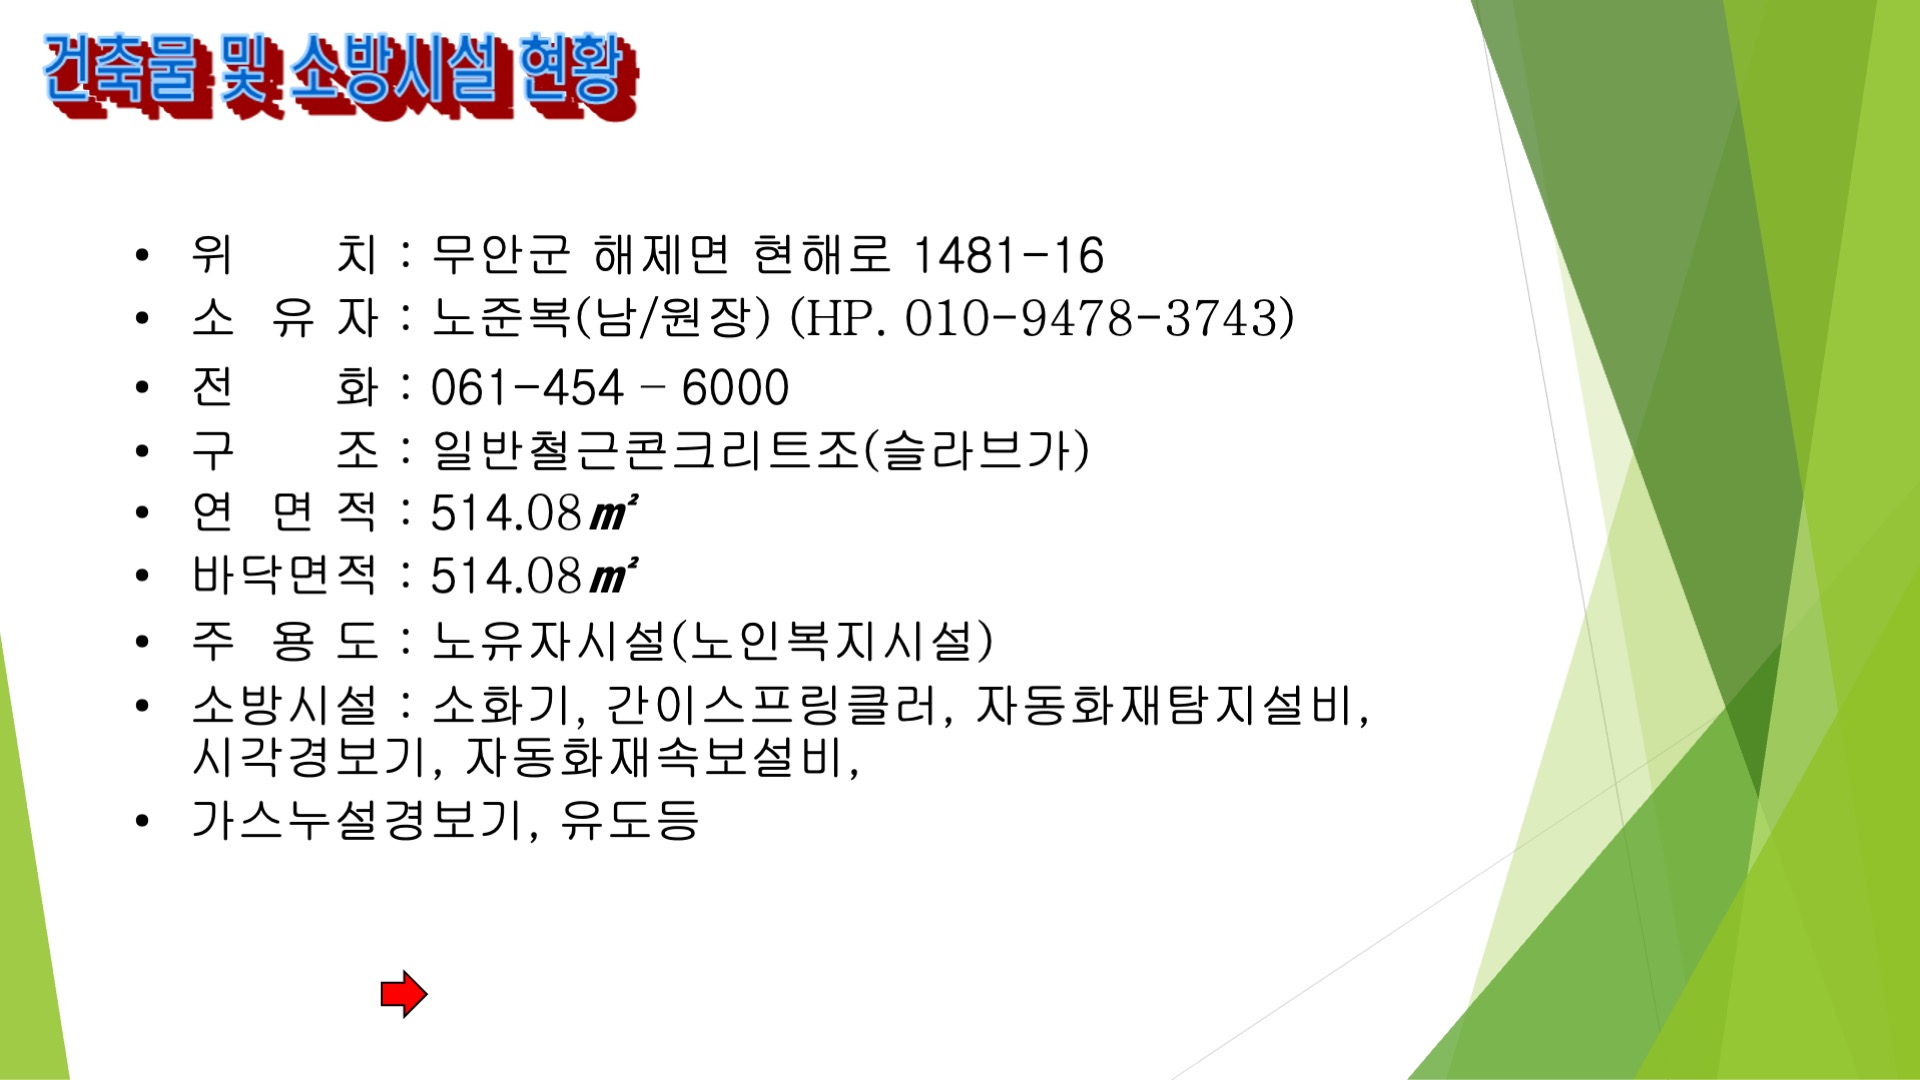 건축물 및 소방시설 현황
• 위 치 : 무안군 해제면 현해로 1481-16
• 소 유 자 : 노준복(남/원장) (HP. 010-9478-3743)
• 전 화 : 061-454 – 6000
• 구 조 : 일반철근콘크리트조(슬라브가)
• 연 면 적 : 514.08㎡
• 바닥면적 : 514.08㎡
• 주 용 도 : 노유자시설(노인복지시설)
• 소방시설 : 소화기, 간이스프링클러, 자동화재탐지설비,
시각경보기, 자동화재속보설비,
• 가스누설경보기, 유도등